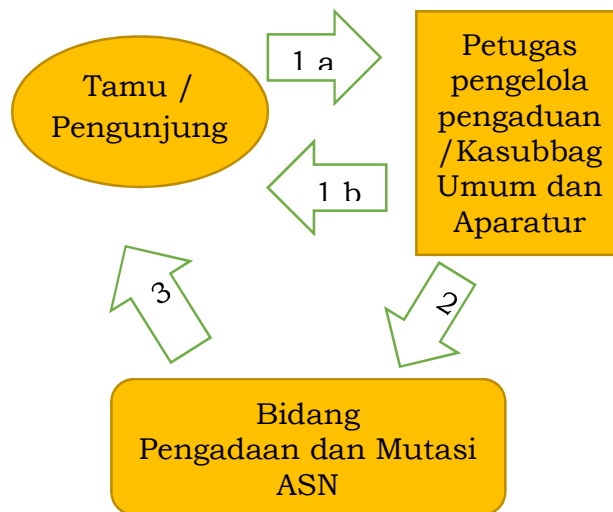 Tamu /
Pengunjung
1 a
Petugas
pengelola
pengaduan
/Kasubbag
Umum dan
Aparatur
1 b
2
3
Bidang
Pengadaan dan Mutasi
ASN